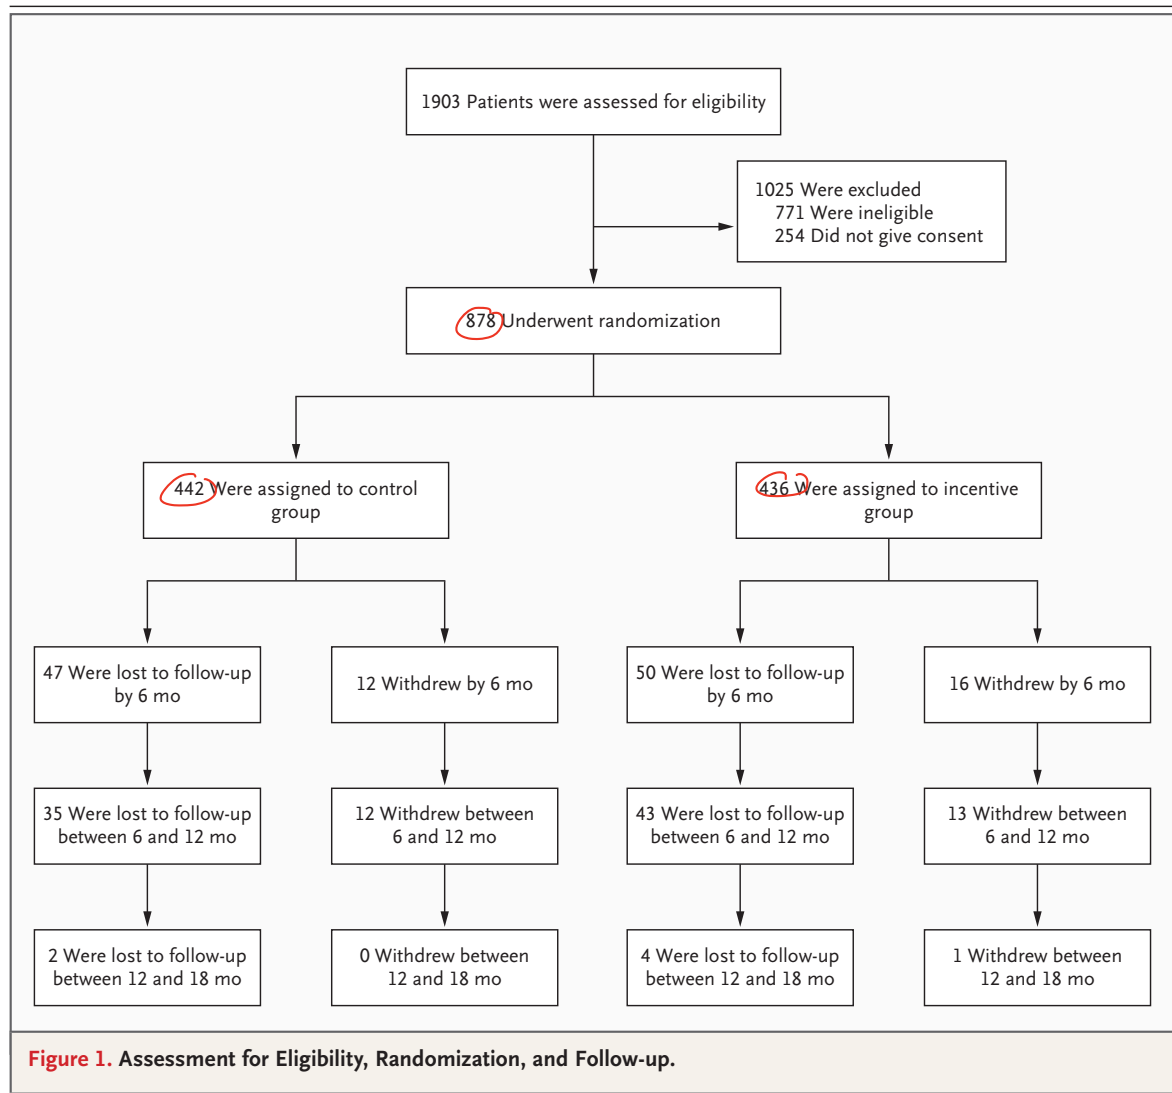 1903 Patients were assessed for eligibility
1025 Were excluded
771 Were ineligible
254 Did not give consent
878 Underwent randomization
442 Were assigned to control
group
436 Were assigned to incentive
group
47 Were lost to follow-up
by 6 mo
12 Withdrew by 6 mo
50 Were lost to follow-up
by 6 mo
16 Withdrew by 6 mo
35 Were lost to follow-up
between 6 and 12 mo
12 Withdrew between
6 and 12 mo
43 Were lost to follow-up
between 6 and 12 mo
13 Withdrew between
6 and 12 mo
2 Were lost to follow-up
between 12 and 18 mo
0 Withdrew between
12 and 18 mo
4 Were lost to follow-up
between 12 and 18 mo
1 Withdrew between
12 and 18 mo
Figure 1. Assessment for Eligibility, Randomization, and Follow-up.